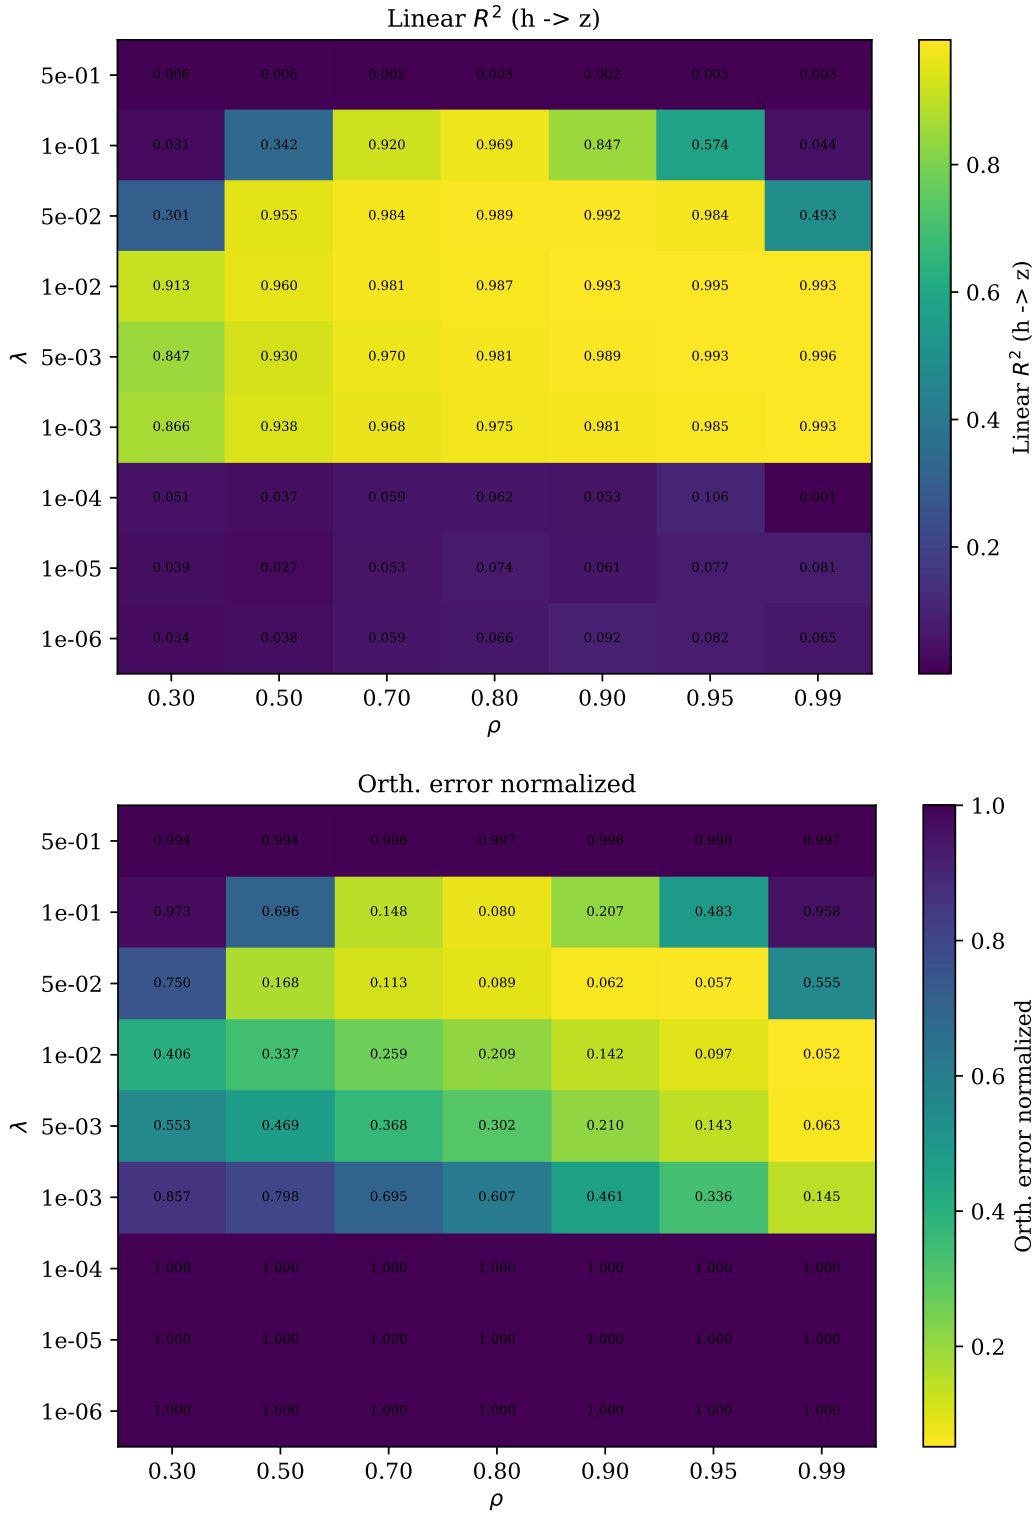 Linear R² (h -> z)
5e-01 0.006 0.006 0.002 0.003 0.002 0.003 0.003
1e-01 0.031 0.342 0.920 0.969 0.847 0.574 0.044
5e-02 0.301 0.955 0.984 0.989 0.992 0.984 0.493
1e-02 0.913 0.960 0.981 0.987 0.993 0.995 0.993
5e-03 0.847 0.930 0.970 0.981 0.989 0.993 0.996
1e-03 0.866 0.938 0.968 0.975 0.981 0.985 0.993
1e-04 0.051 0.037 0.059 0.062 0.053 0.106 0.001
1e-05 0.039 0.027 0.053 0.074 0.061 0.077 0.081
1e-06 0.034 0.038 0.059 0.066 0.092 0.082 0.065
λ
0.30 0.50 0.70 0.80 0.90 0.95 0.99
ρ
0.8
0.6
0.4
0.2
Linear R² (h -> z)
Orth. error normalized
5e-01 0.994 0.994 0.998 0.997 0.998 0.998 0.997
1e-01 0.973 0.696 0.148 0.080 0.207 0.483 0.958
5e-02 0.750 0.168 0.113 0.089 0.062 0.057 0.555
1e-02 0.406 0.337 0.259 0.209 0.142 0.097 0.052
5e-03 0.553 0.469 0.368 0.302 0.210 0.143 0.063
1e-03 0.857 0.798 0.695 0.607 0.461 0.336 0.145
1e-04 1.000 1.000 1.000 1.000 1.000 1.000 1.000
1e-05 1.000 1.000 1.000 1.000 1.000 1.000 1.000
1e-06 1.000 1.000 1.000 1.000 1.000 1.000 1.000
λ
0.30 0.50 0.70 0.80 0.90 0.95 0.99
ρ
1.0
0.8
0.6
0.4
0.2
Orth. error normalized